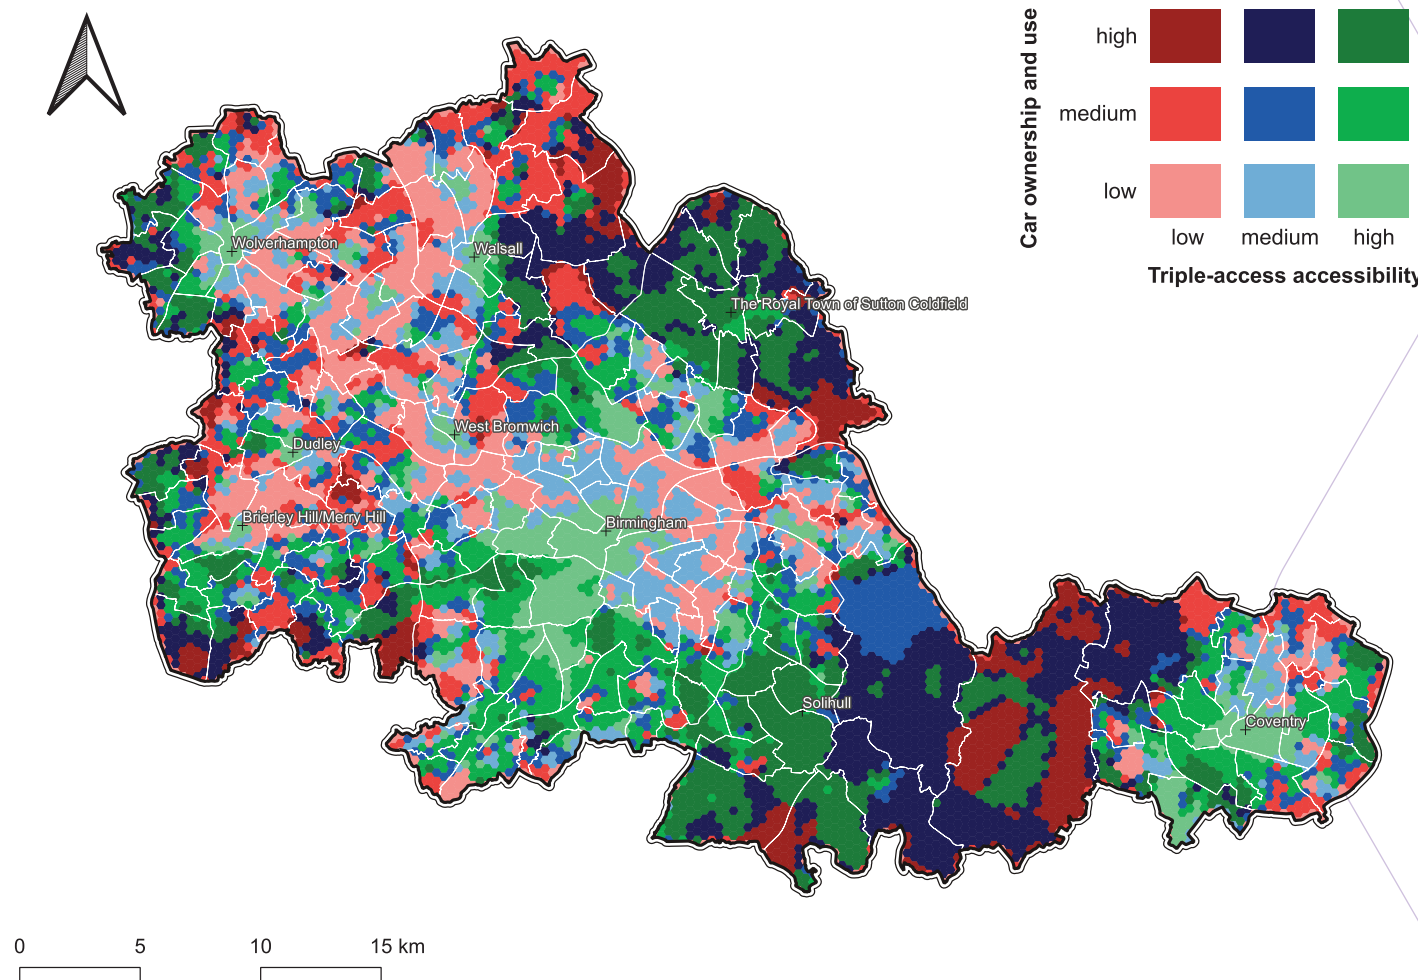 Car ownership and use
high
medium
low
low medium high
Triple-access accessibility
Wolverhampton
Walsall
The Royal Town of Sutton Coldfield
West Bromwich
Dudley
Brierley Hill/Merry Hill
Birmingham
Solihull
Coventry
0 5 10 15 km